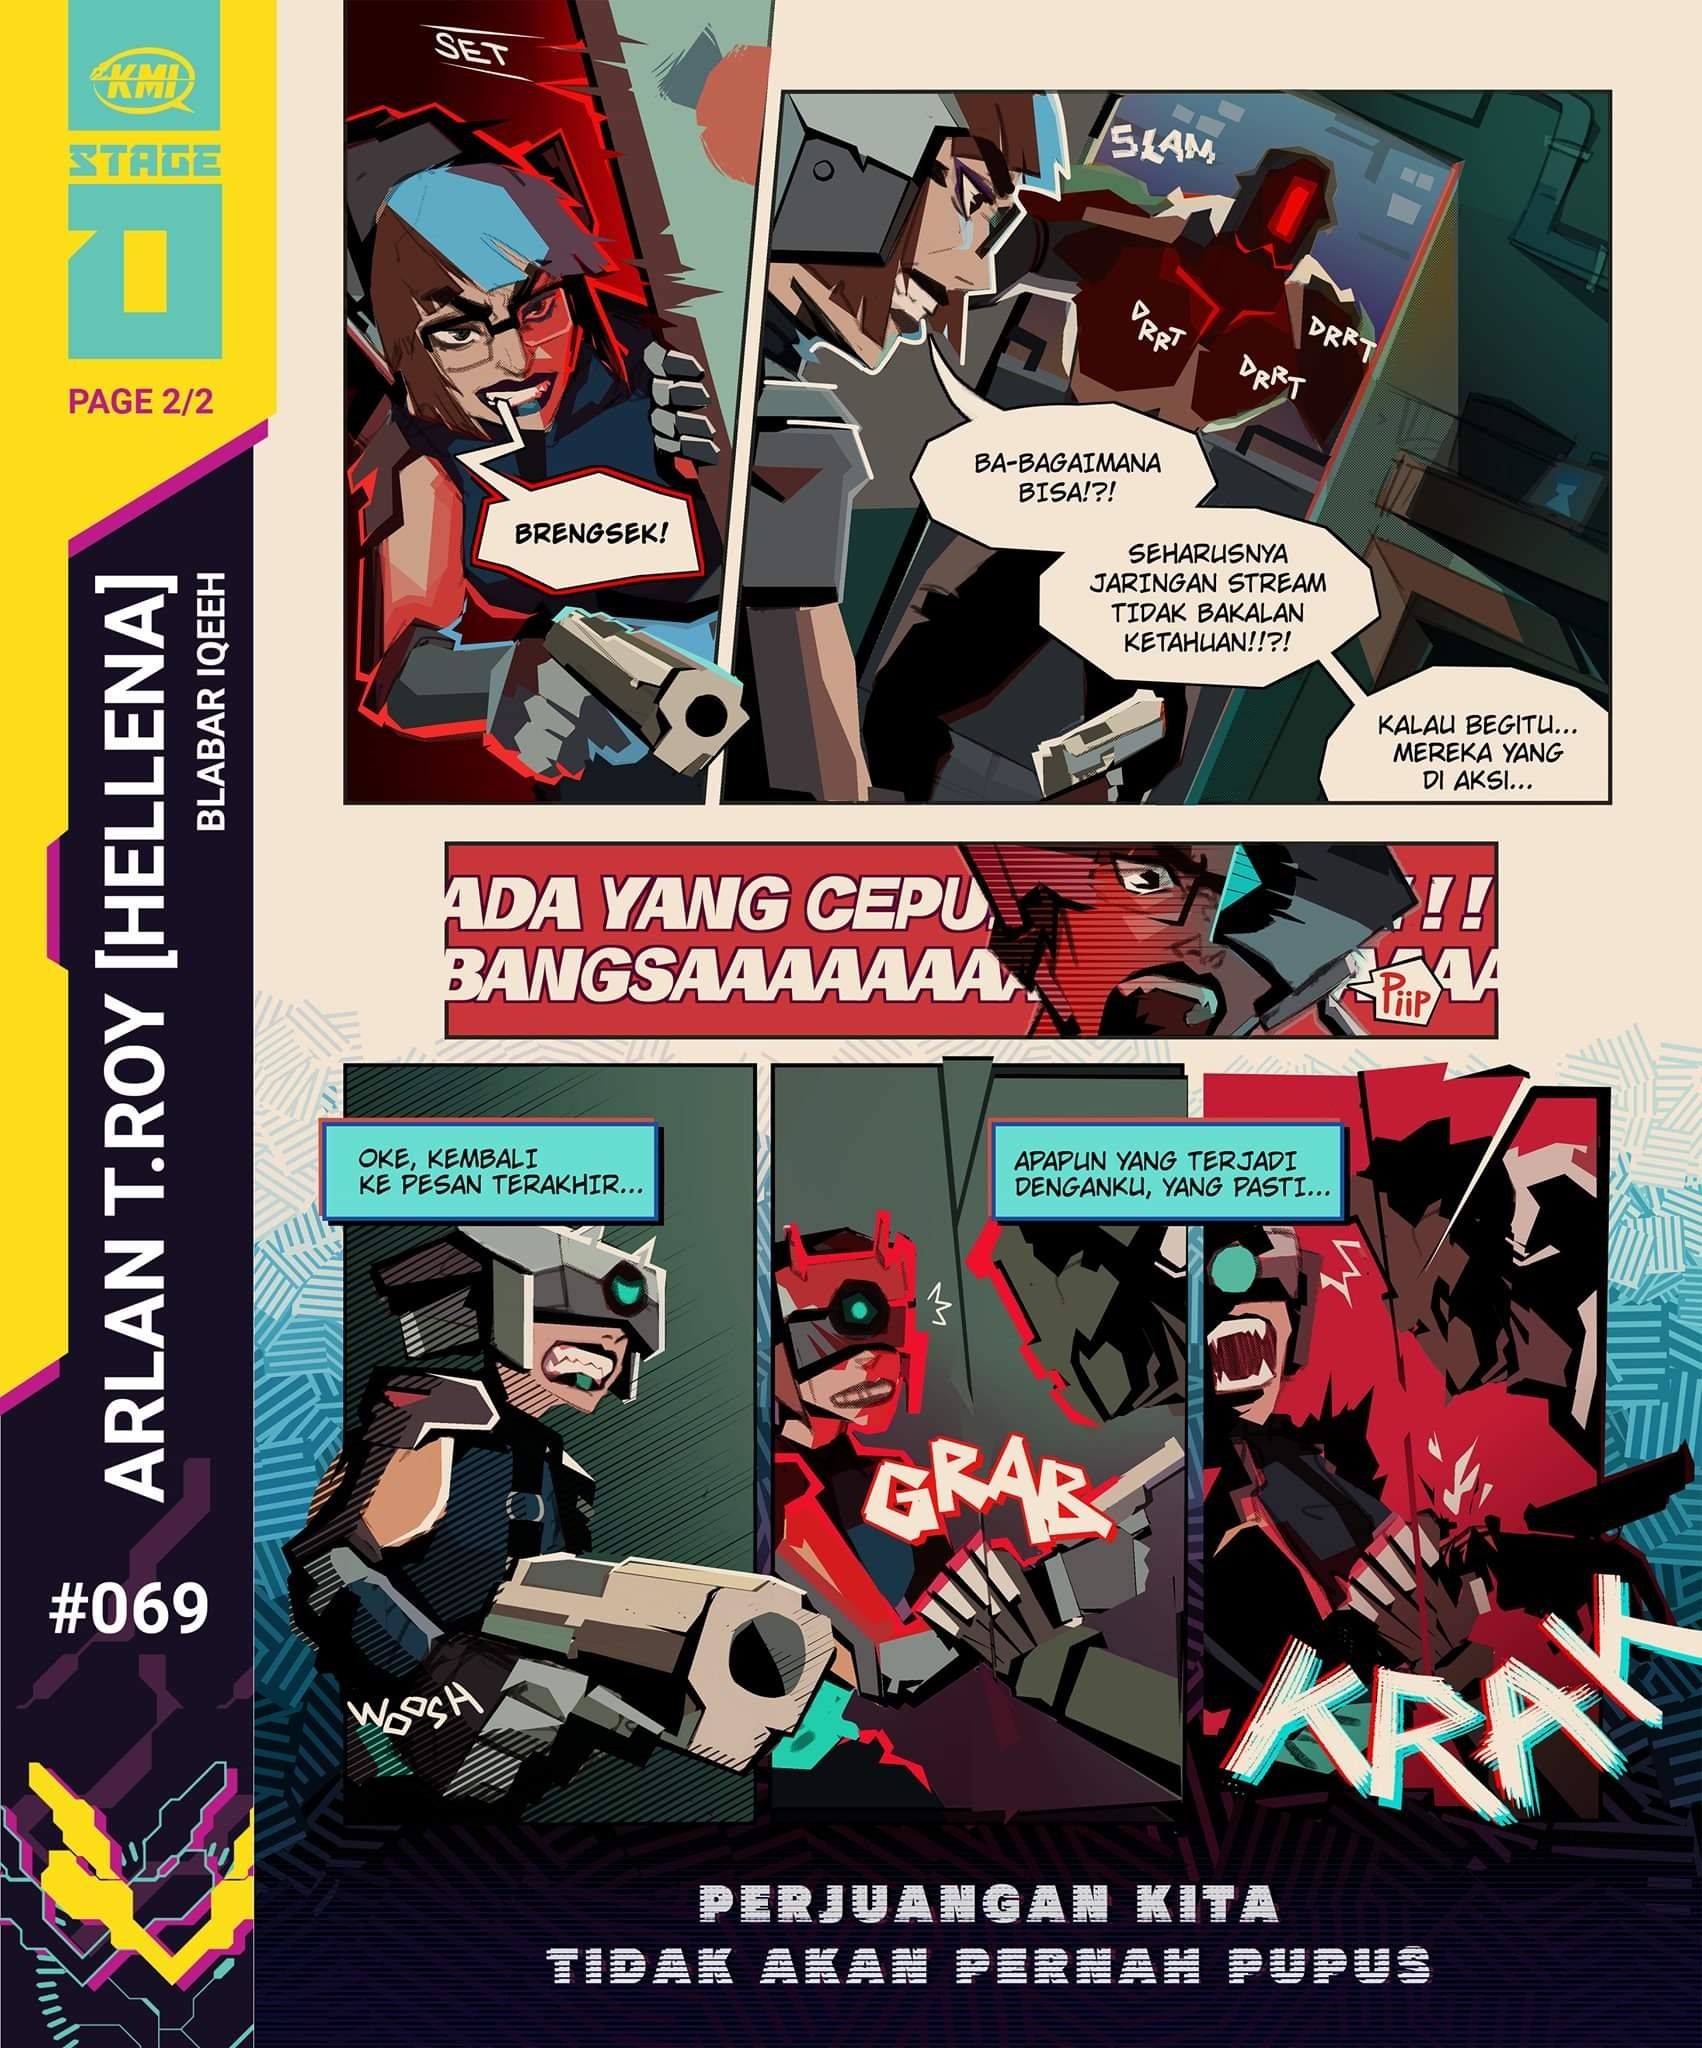 KMI
STAGE
0
PAGE 2/2
ARLAN T.ROY [HELLENA]
BLABAR IQEEH
#069
SET
BRENGSEK!
SLAM
DRRT
DRRT
DRRT
BA-BAGAIMANA
BISA!?!
SEHARUSNYA
JARINGAN STREAM
TIDAK BAKALAN
KETAHUAN!!?!
KALAU BEGITU...
MEREKA YANG
DI AKSI...
ADA YANG CEPU !!
BANGSAAAAAAAA AAA
PiiP
OKE, KEMBALI
KE PESAN TERAKHIR...
WOOSH
APAPUN YANG TERJADI
DENGANKU, YANG PASTI...
GRAB
KRAK
PERJUANGAN KITA
TIDAK AKAN PERNAH PUPUS